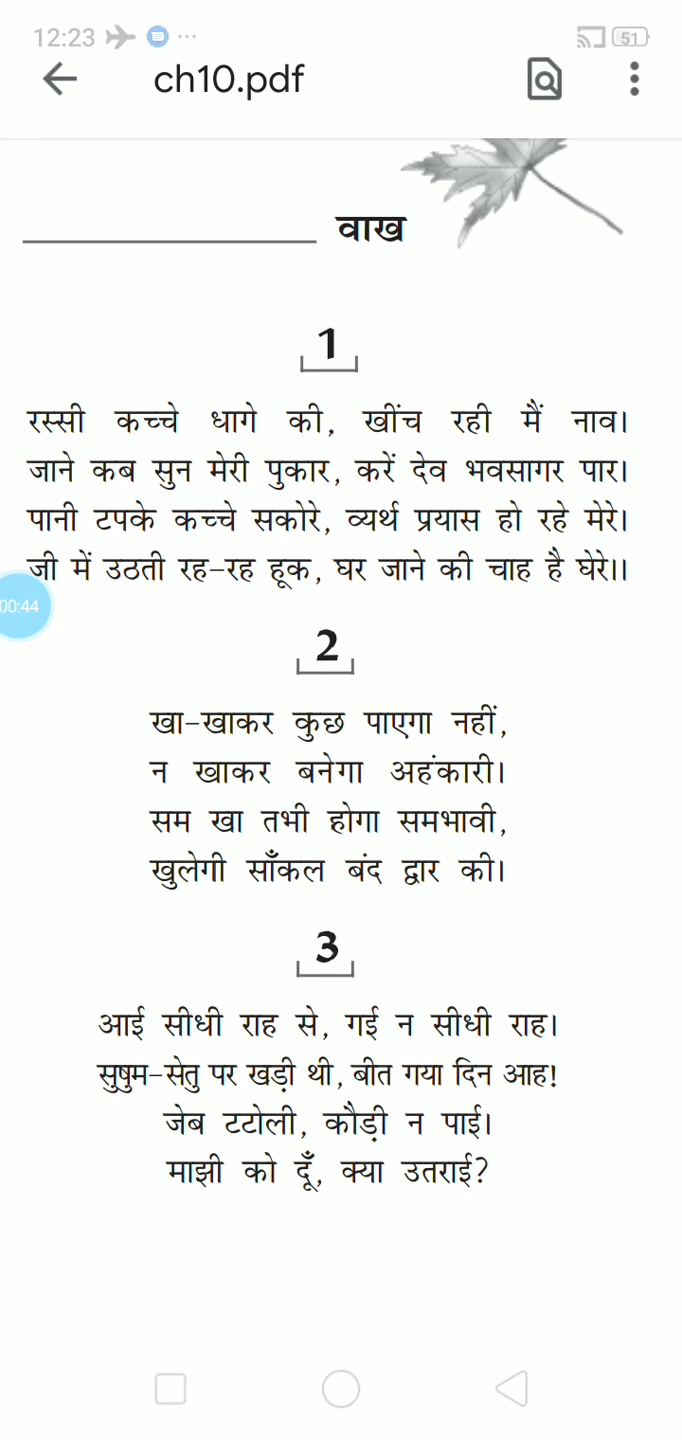 12:23
51
ch10.pdf
वाख
1
रस्सी कच्चे धागे की, खींच रही मैं नाव।
जाने कब सुन मेरी पुकार, करें देव भवसागर पार।
पानी टपके कच्चे सकोरे, व्यर्थ प्रयास हो रहे मेरे।
जी में उठती रह-रह हूक, घर जाने की चाह है घेरे।।
00:44
2
खा-खाकर कुछ पाएगा नहीं,
न खाकर बनेगा अहंकारी।
सम खा तभी होगा समभावी,
खुलेगी साँकल बंद द्वार की।
3
आई सीधी राह से, गई न सीधी राह।
सुषुम-सेतु पर खड़ी थी, बीत गया दिन आह!
जेब टटोली, कौड़ी न पाई।
माझी को दूँ, क्या उतराई?